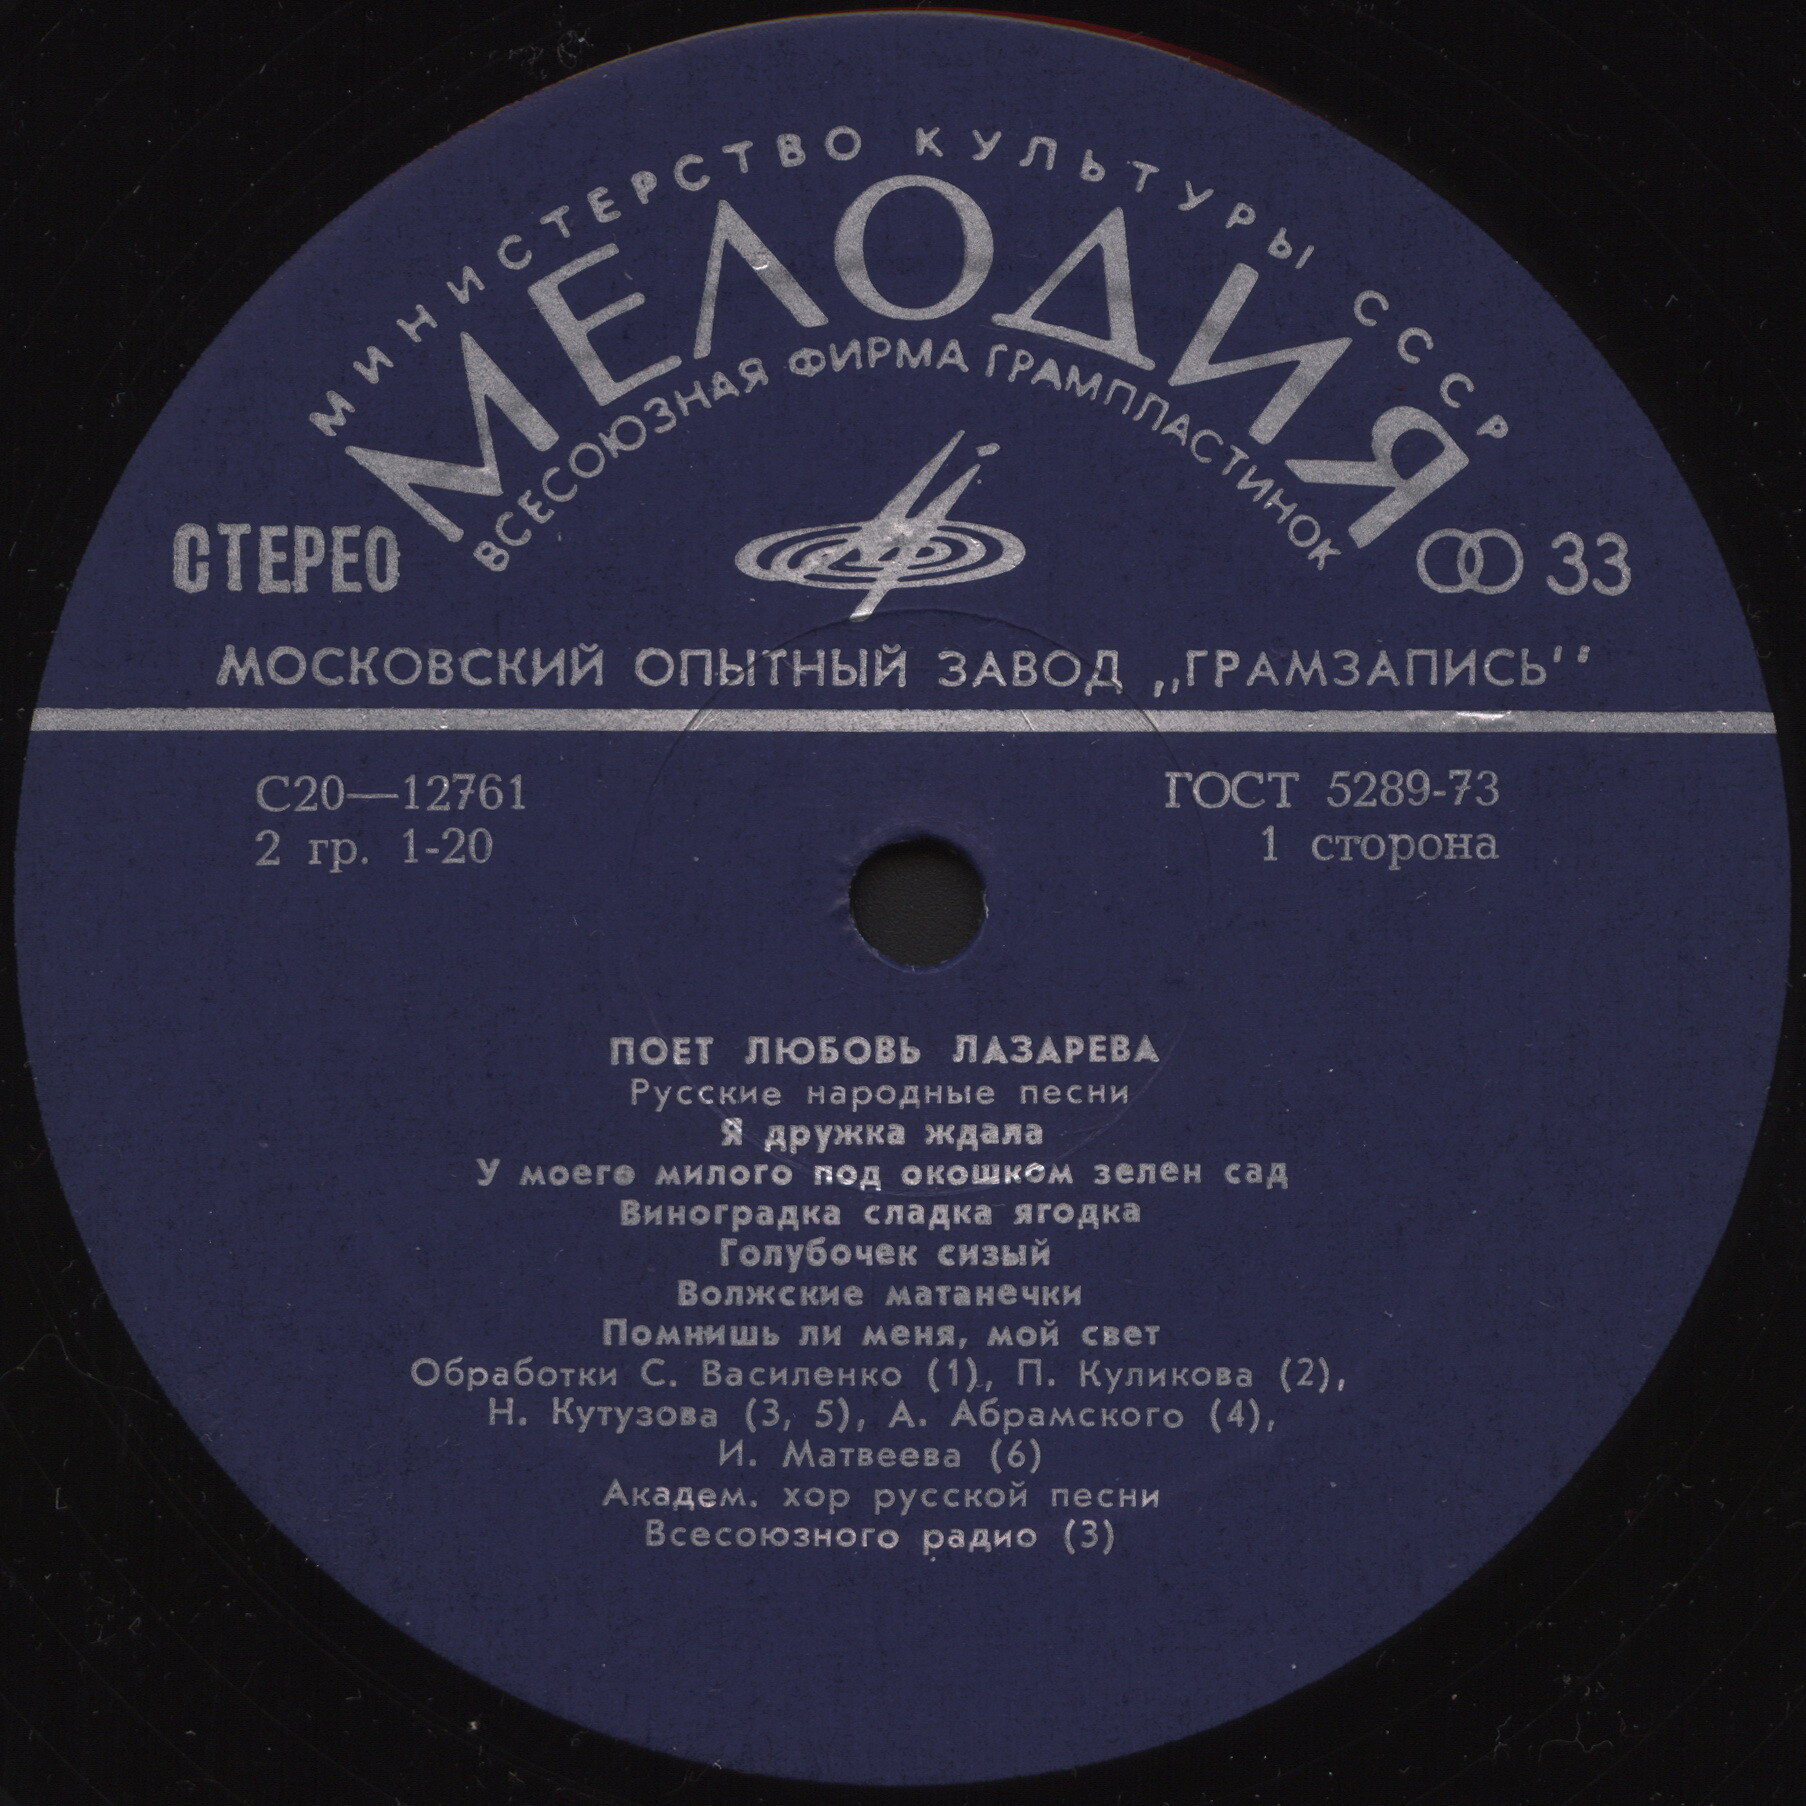 МИНИСТЕРСТВО КУЛЬТУРЫ СССР
МЕЛОДИЯ
ВСЕСОЮЗНАЯ ФИРМА ГРАМПЛАСТИНОК
СТЕРЕО
33
МОСКОВСКИЙ ОПЫТНЫЙ ЗАВОД „ГРАМЗАПИСЬ''
С20—12761
ГОСТ 5289-73
2 гр. 1-20
1 сторона
ПОЕТ ЛЮБОВЬ ЛАЗАРЕВА
Русские народные песни
Я дружка ждала
У моего милого под окошком зелен сад
Виноградка сладка ягодка
Голубочек сизый
Волжские матанечки
Помнишь ли меня, мой свет
Обработки С. Василенко (1), П. Куликова (2),
Н. Кутузова (3, 5), А. Абрамского (4),
И. Матвеева (6)
Академ. хор русской песни
Всесоюзного радио (3)